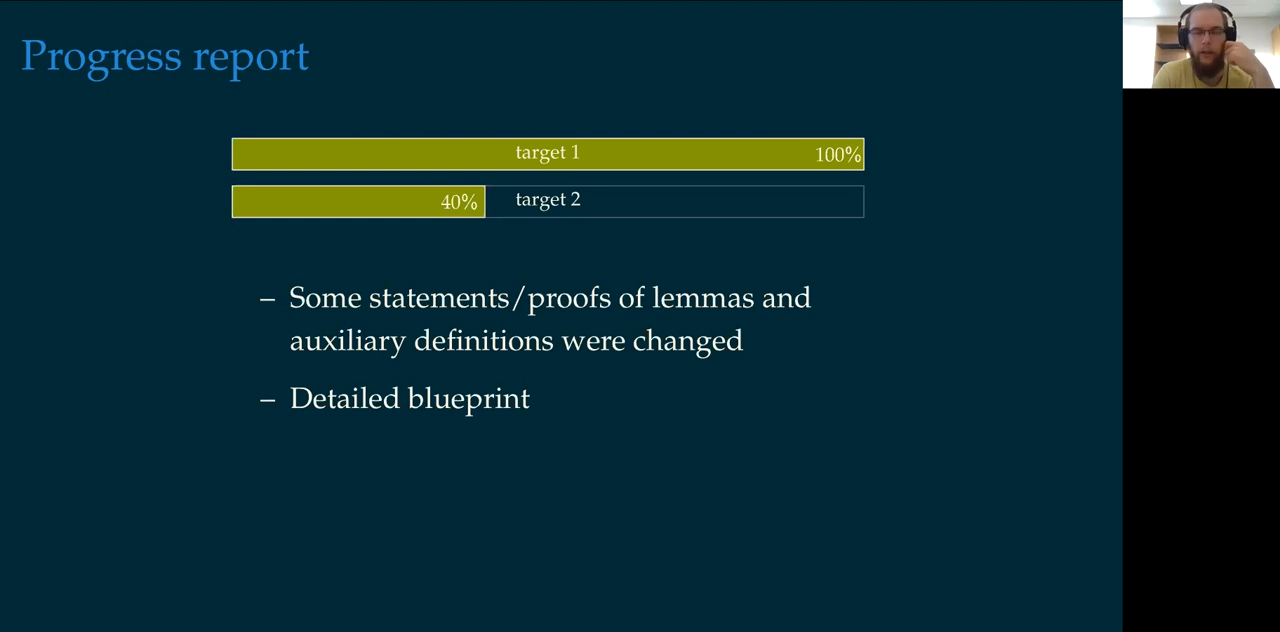 Progress report
target 1 100%
40% target 2
– Some statements/proofs of lemmas and
auxiliary definitions were changed
– Detailed blueprint